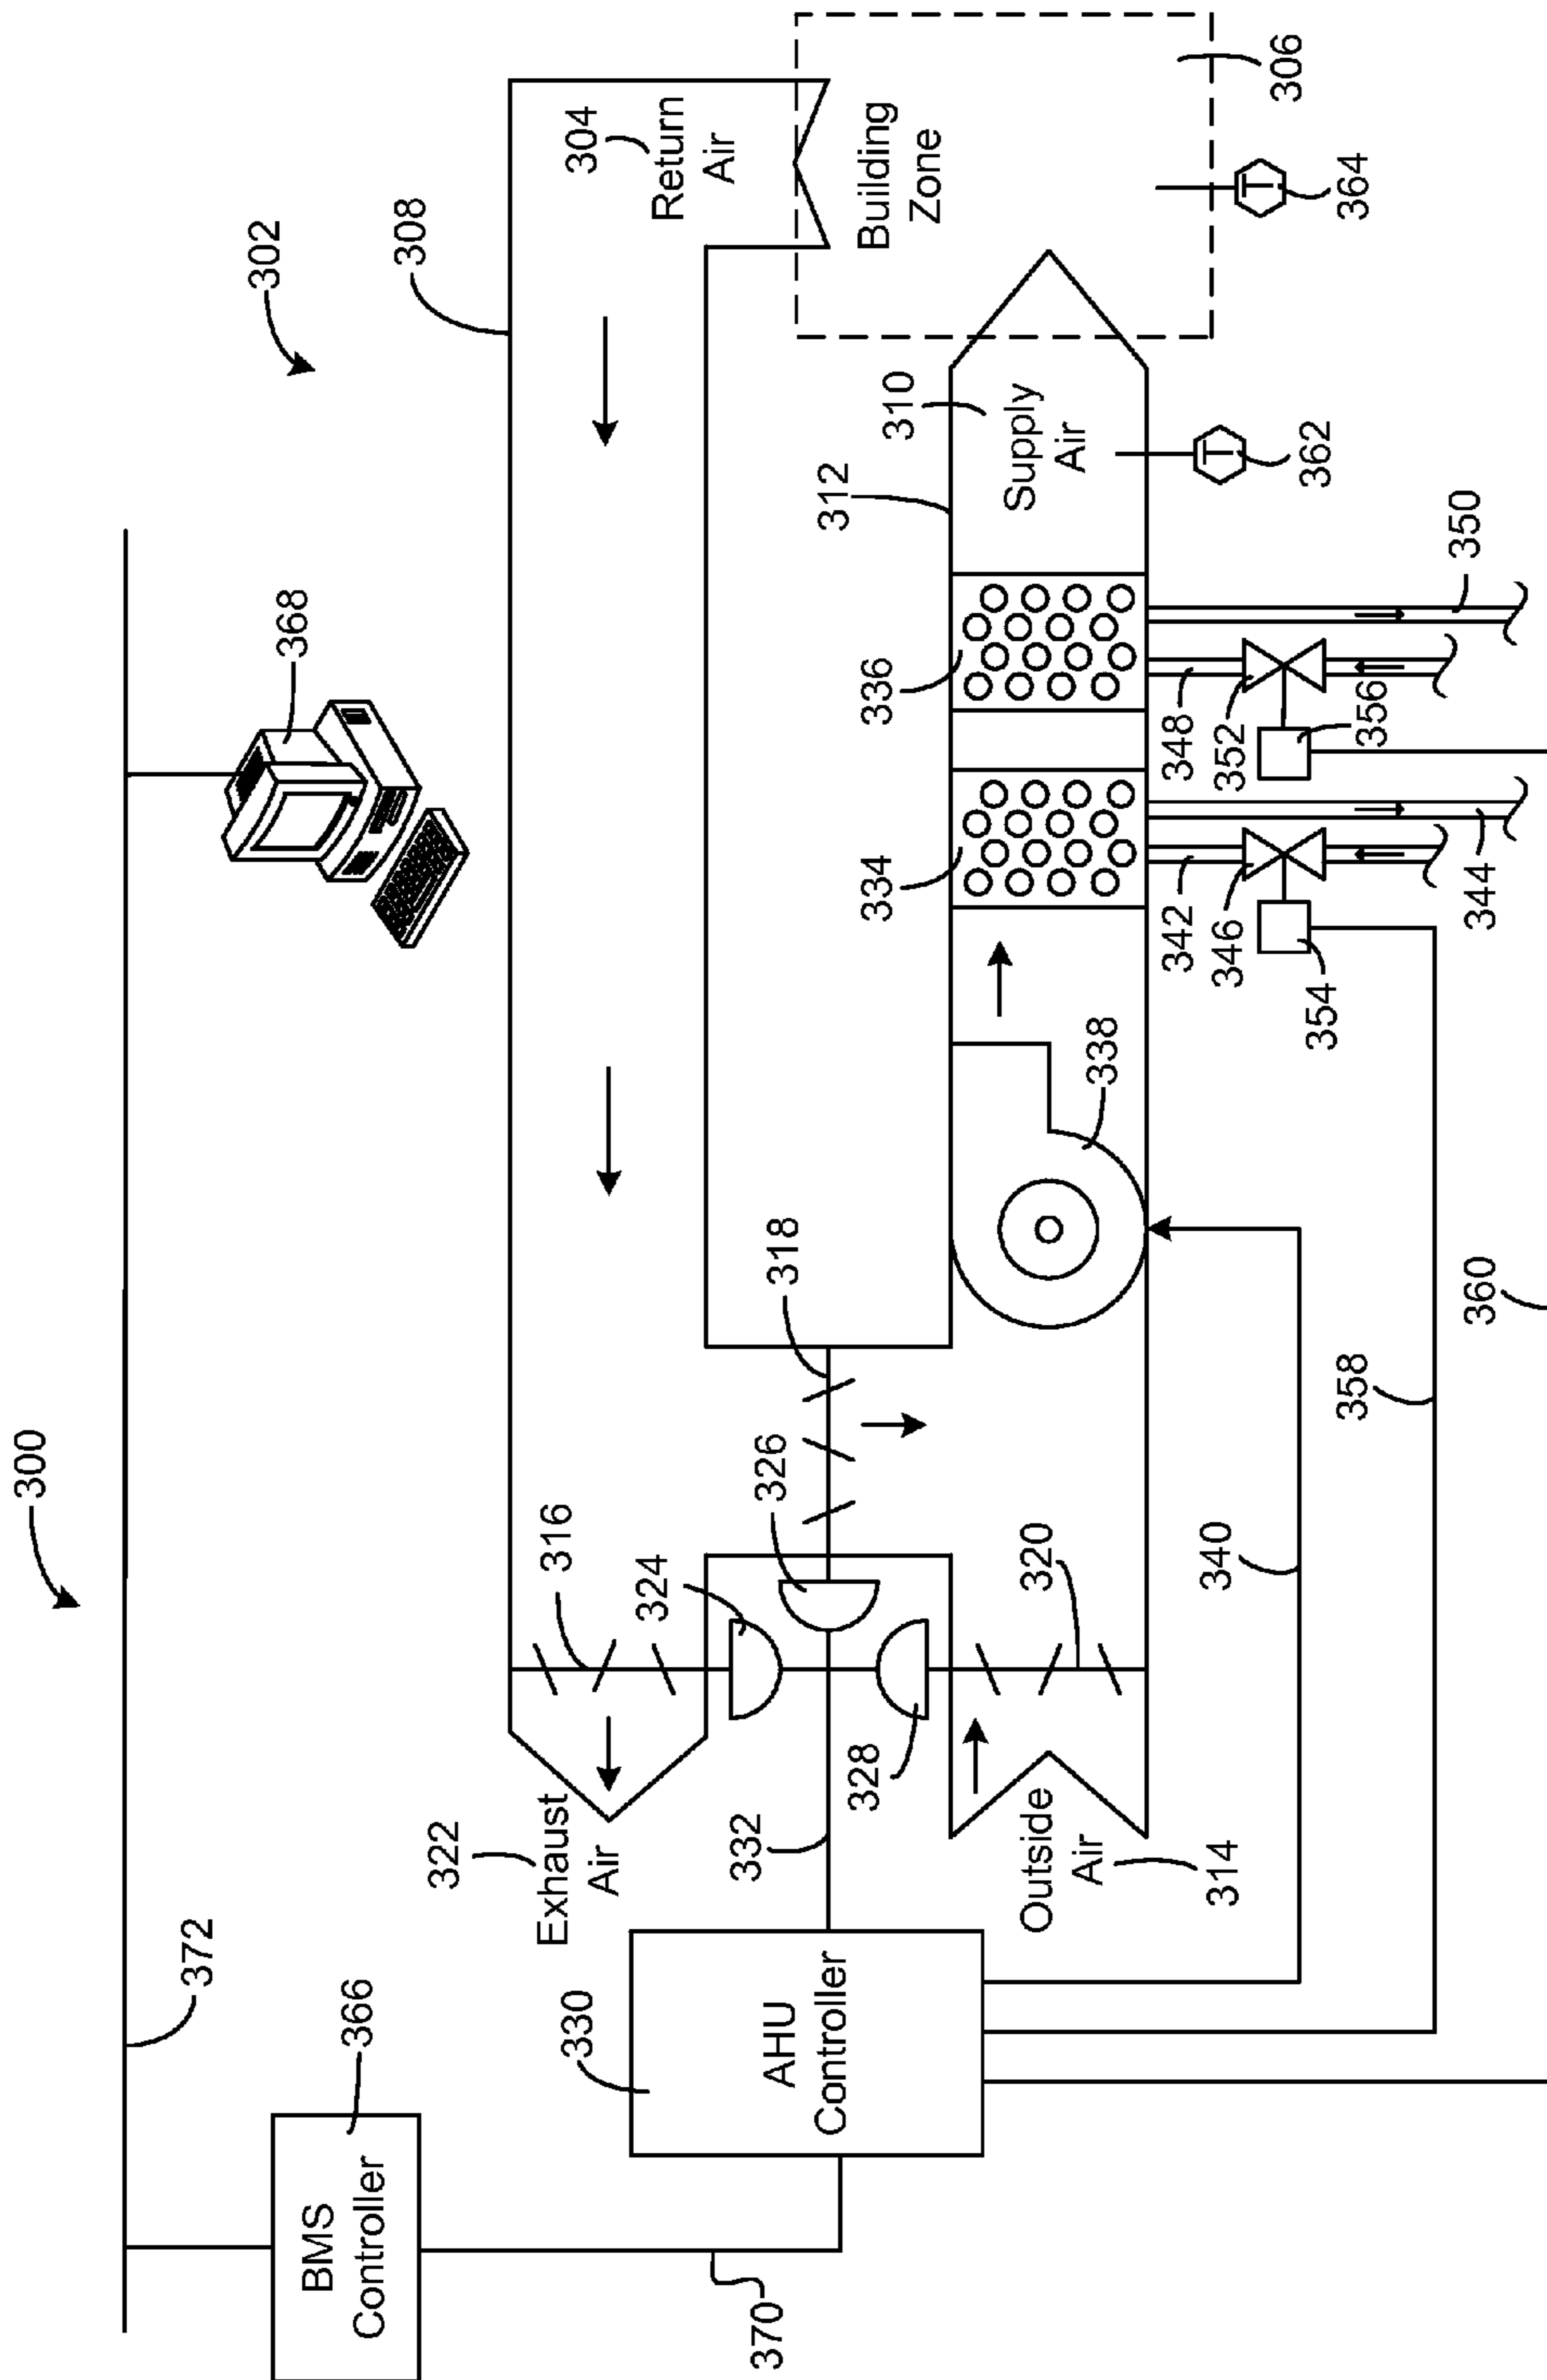 300
372
BMS
Controller
366
368
302
308
370
322
Exhaust
Air
316
304
Return
Air
330
AHU
Controller
332
324
326
318
328
Building
Zone
306
Outside
Air
314
320
338
334
336
312
310
Supply
Air
340
342
346
354
344
348
352
356
350
T
362
T
364
358
360